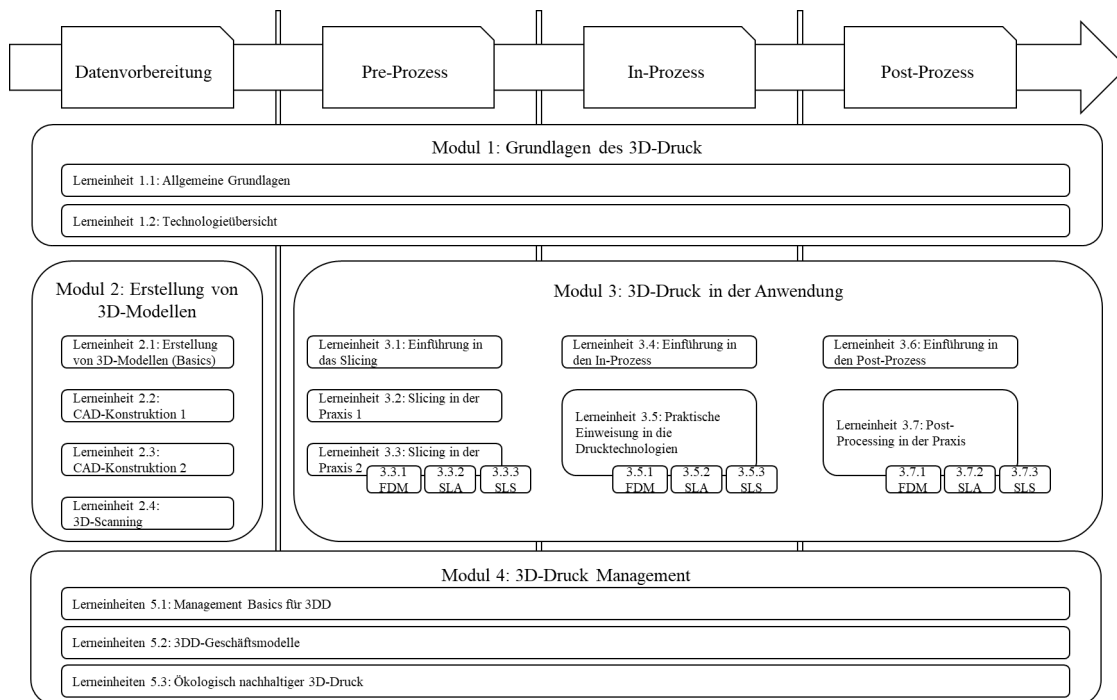 Datenvorbereitung
Pre-Prozess
In-Prozess
Post-Prozess
Modul 1: Grundlagen des 3D-Druck
Lerneinheit 1.1: Allgemeine Grundlagen
Lerneinheit 1.2: Technologieübersicht
Modul 2: Erstellung von
3D-Modellen
Lerneinheit 2.1: Erstellung
von 3D-Modellen (Basics)
Lerneinheit 2.2:
CAD-Konstruktion 1
Lerneinheit 2.3:
CAD-Konstruktion 2
Lerneinheit 2.4:
3D-Scanning
Modul 3: 3D-Druck in der Anwendung
Lerneinheit 3.1: Einführung in
das Slicing
Lerneinheit 3.2: Slicing in der
Praxis 1
Lerneinheit 3.3: Slicing in der
Praxis 2
3.3.1
FDM
3.3.2
SLA
3.3.3
SLS
Lerneinheit 3.4: Einführung in
den In-Prozess
Lerneinheit 3.5: Praktische
Einweisung in die
Drucktechnologien
3.5.1
FDM
3.5.2
SLA
3.5.3
SLS
Lerneinheit 3.6: Einführung in
den Post-Prozess
Lerneinheit 3.7: Post-
Processing in der Praxis
3.7.1
FDM
3.7.2
SLA
3.7.3
SLS
Modul 4: 3D-Druck Management
Lerneinheiten 5.1: Management Basics für 3DD
Lerneinheiten 5.2: 3DD-Geschäftsmodelle
Lerneinheiten 5.3: Ökologisch nachhaltiger 3D-Druck